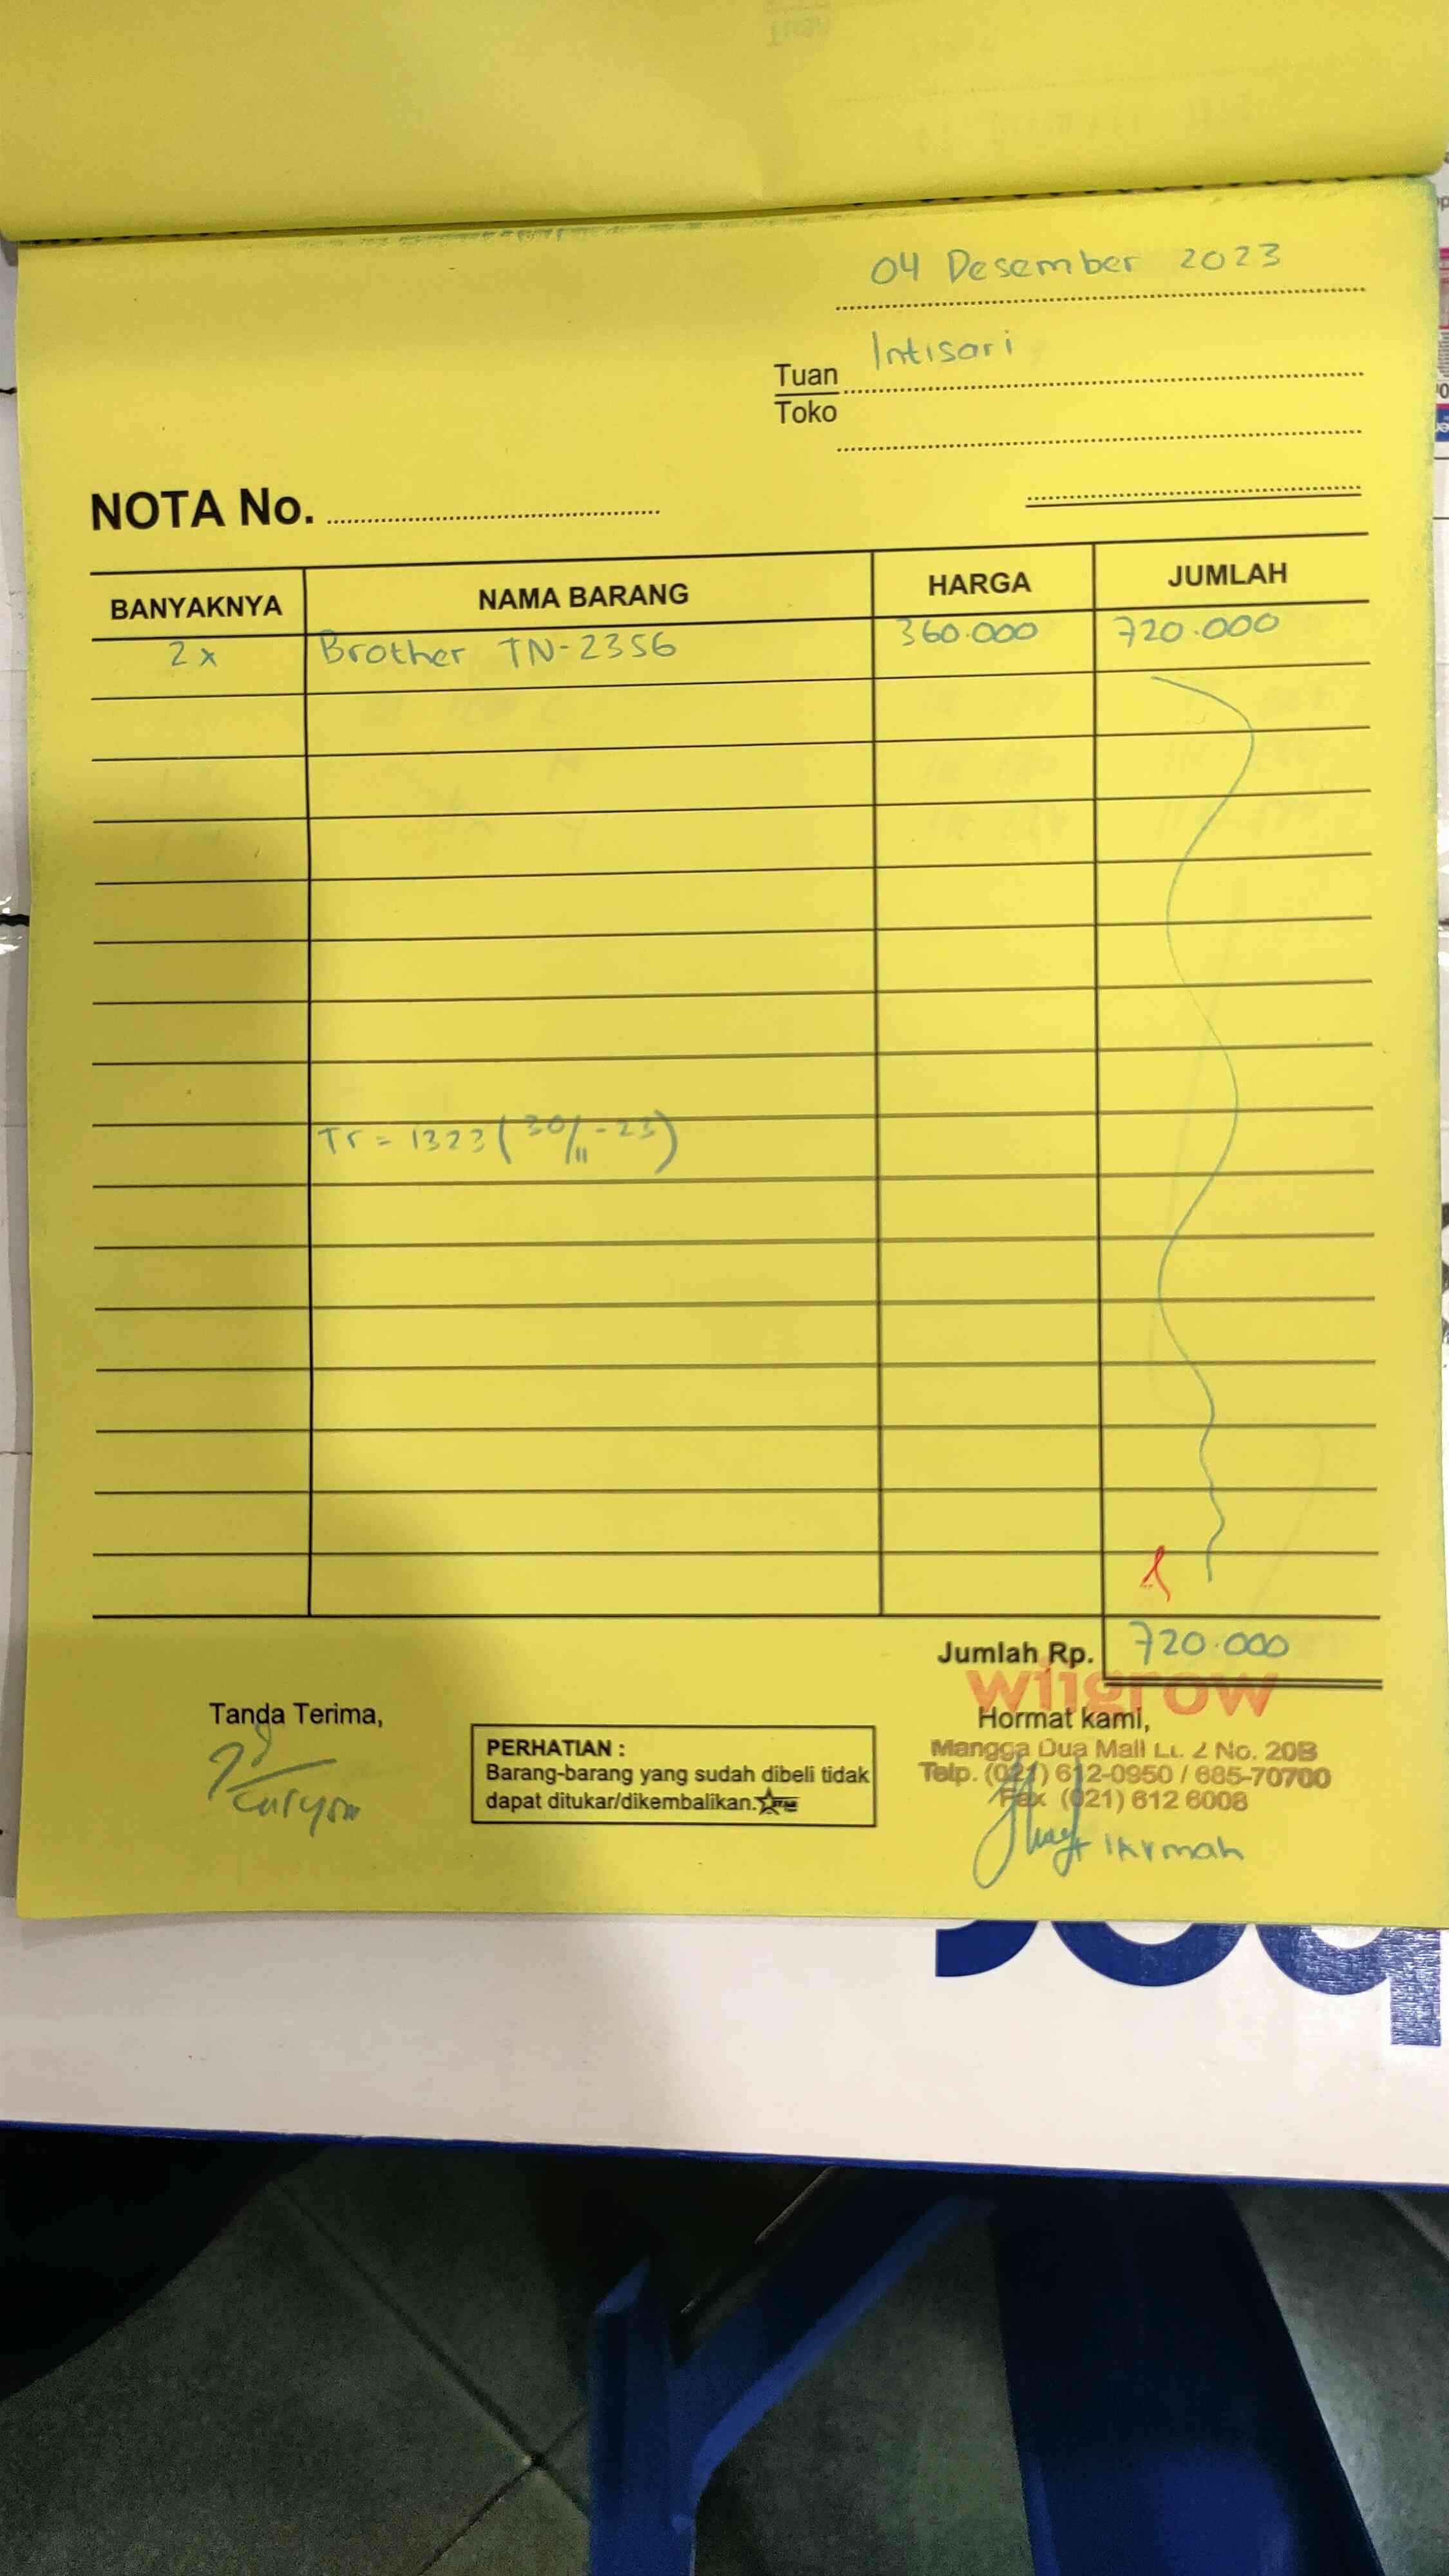 04 Desember 2023
Intisari
Tuan
Toko
NOTA No.
BANYAKNYA NAMA BARANG HARGA JUMLAH
2x Brother TN-2356 360.000 720.000
Tr = 1323 (30/11-23)
Jumlah Rp. 720.000
wiigrow
Tanda Terima, Hormat kami,
PERHATIAN :
Barang-barang yang sudah dibeli tidak
dapat ditukar/dikembalikan.
Mangga Dua Mall Lt. 2 No. 20B
Telp. (021) 612-0950 / 685-70700
Fax (021) 612 6008